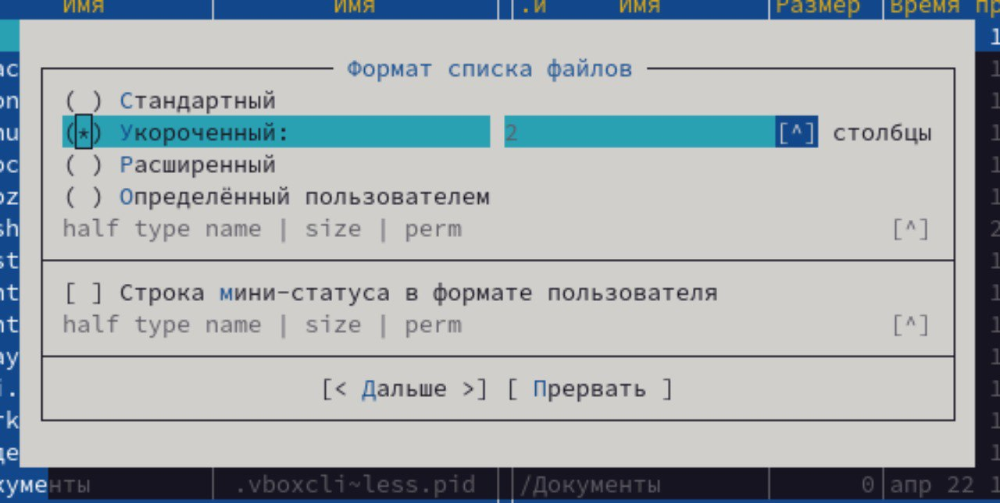 Имя Имя .и Имя Размер Время пр
Формат списка файлов
( ) Стандартный
(*) Укороченный: 2 [^] столбцы
( ) Расширенный
( ) Определённый пользователем
half type name | size | perm [^]
[ ] Строка мини-статуса в формате пользователя
half type name | size | perm [^]
[< Дальше >] [ Прервать ]
кументы .vboxcli~less.pid /Документы 0 апр 22 1